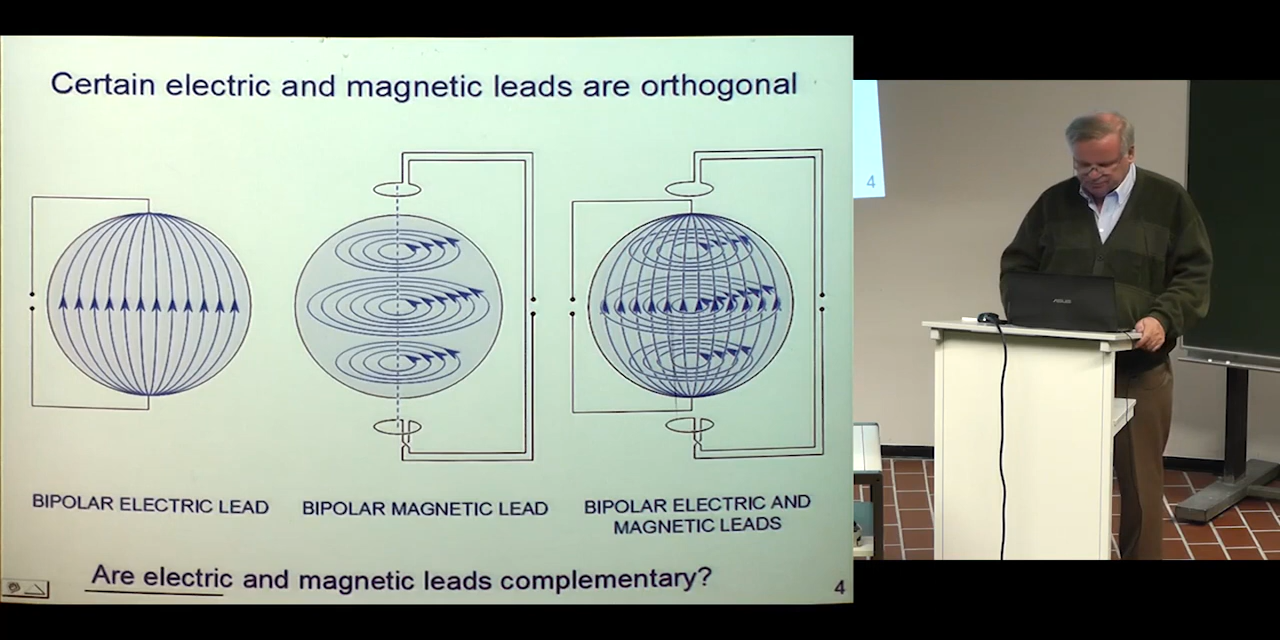 Certain electric and magnetic leads are orthogonal
BIPOLAR ELECTRIC LEAD
BIPOLAR MAGNETIC LEAD
BIPOLAR ELECTRIC AND
MAGNETIC LEADS
Are electric and magnetic leads complementary?
4
4
ASUS